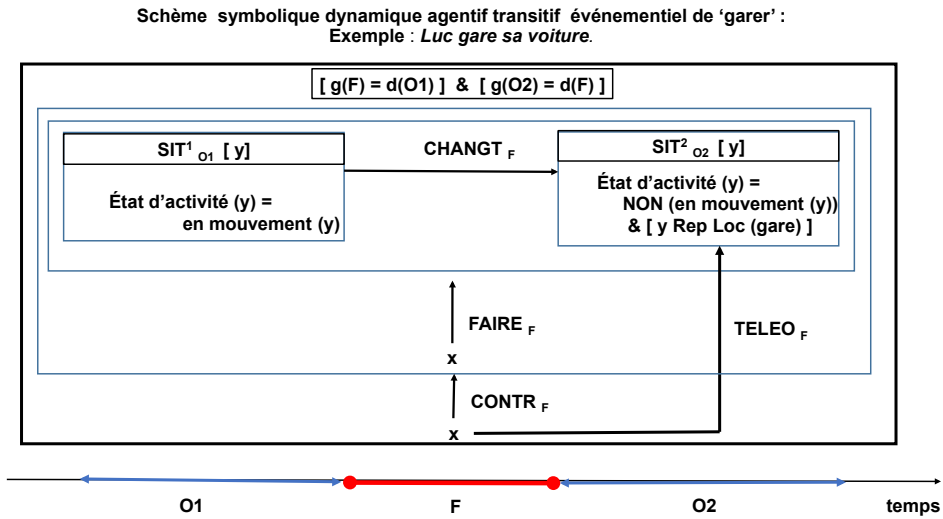 Schème symbolique dynamique agentif transitif événementiel de ‘garer’ :
Exemple : Luc gare sa voiture.
[ g(F) = d(O1) ] & [ g(O2) = d(F) ]
SIT¹ O1 [ y]
CHANGT F
SIT² O2 [ y]
État d’activité (y) =
en mouvement (y)
État d’activité (y) =
NON (en mouvement (y))
& [ y Rep Loc (gare) ]
FAIRE F
TELEO F
x
CONTR F
x
O1
F
O2
temps